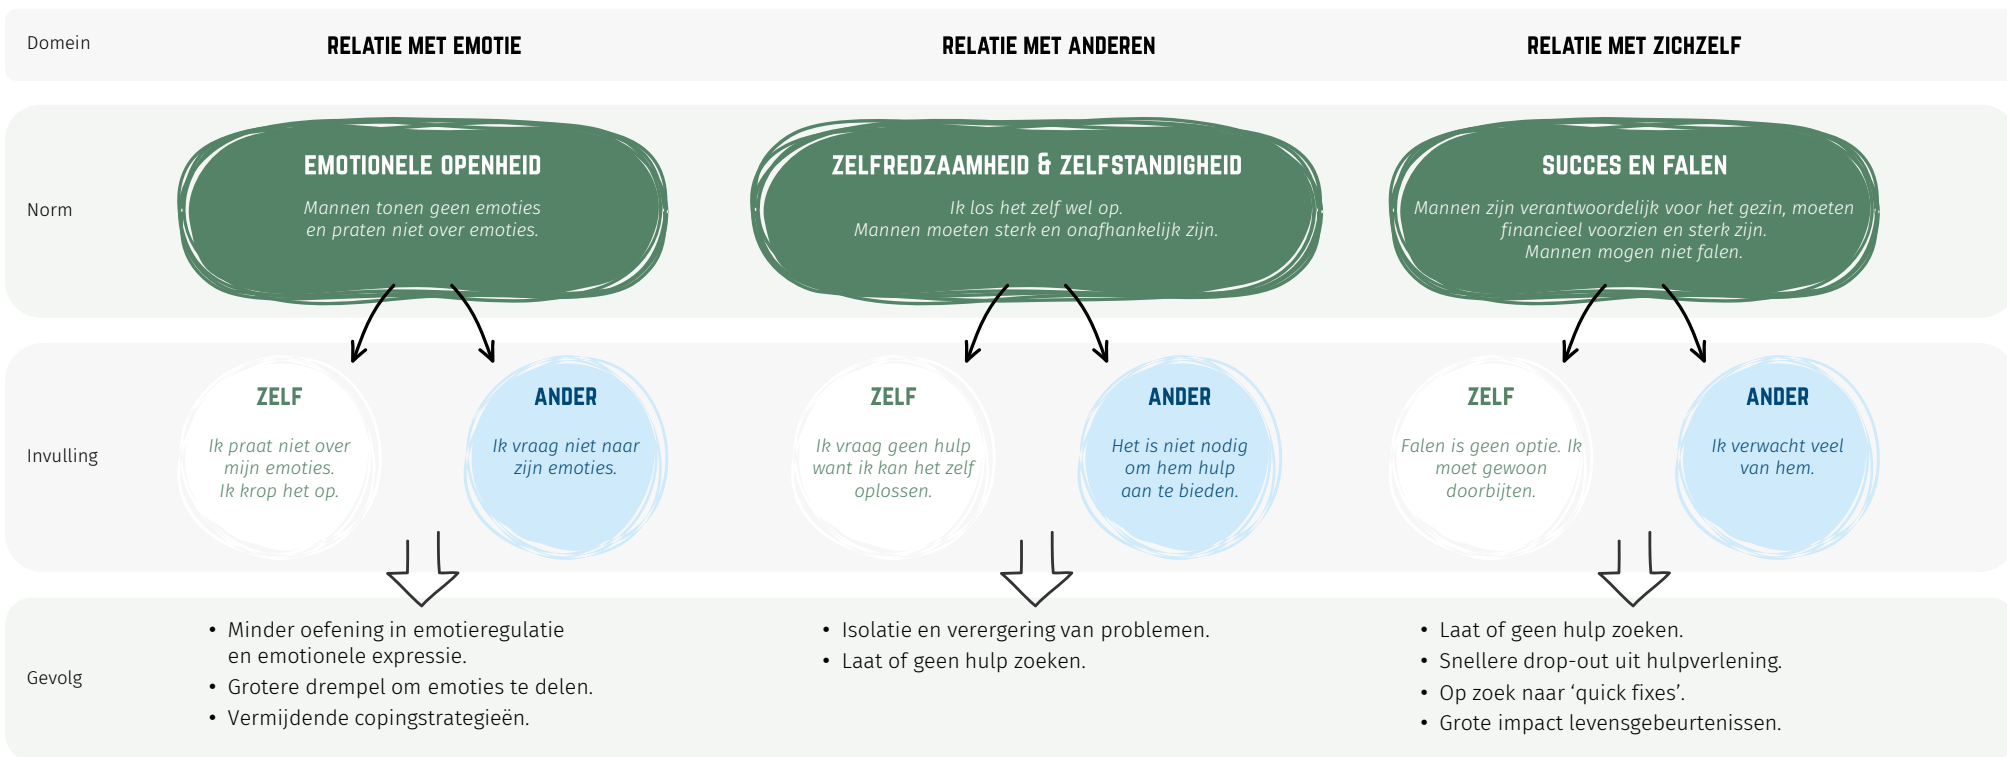 Domein
RELATIE MET EMOTIE
RELATIE MET ANDEREN
RELATIE MET ZICHZELF
Norm
EMOTIONELE OPENHEID
Mannen tonen geen emoties
en praten niet over emoties.
ZELFREDZAAMHEID & ZELFSTANDIGHEID
Ik los het zelf wel op.
Mannen moeten sterk en onafhankelijk zijn.
SUCCES EN FALEN
Mannen zijn verantwoordelijk voor het gezin, moeten
financieel voorzien en sterk zijn.
Mannen mogen niet falen.
Invulling
ZELF
Ik praat niet over
mijn emoties.
Ik krop het op.
ANDER
Ik vraag niet naar
zijn emoties.
ZELF
Ik vraag geen hulp
want ik kan het zelf
oplossen.
ANDER
Het is niet nodig
om hem hulp
aan te bieden.
ZELF
Falen is geen optie. Ik
moet gewoon
doorbijten.
ANDER
Ik verwacht veel
van hem.
Gevolg
• Minder oefening in emotieregulatie
en emotionele expressie.
• Grotere drempel om emoties te delen.
• Vermijdende copingstrategieën.
• Isolatie en verergering van problemen.
• Laat of geen hulp zoeken.
• Laat of geen hulp zoeken.
• Snellere drop-out uit hulpverlening.
• Op zoek naar ‘quick fixes’.
• Grote impact levensgebeurtenissen.